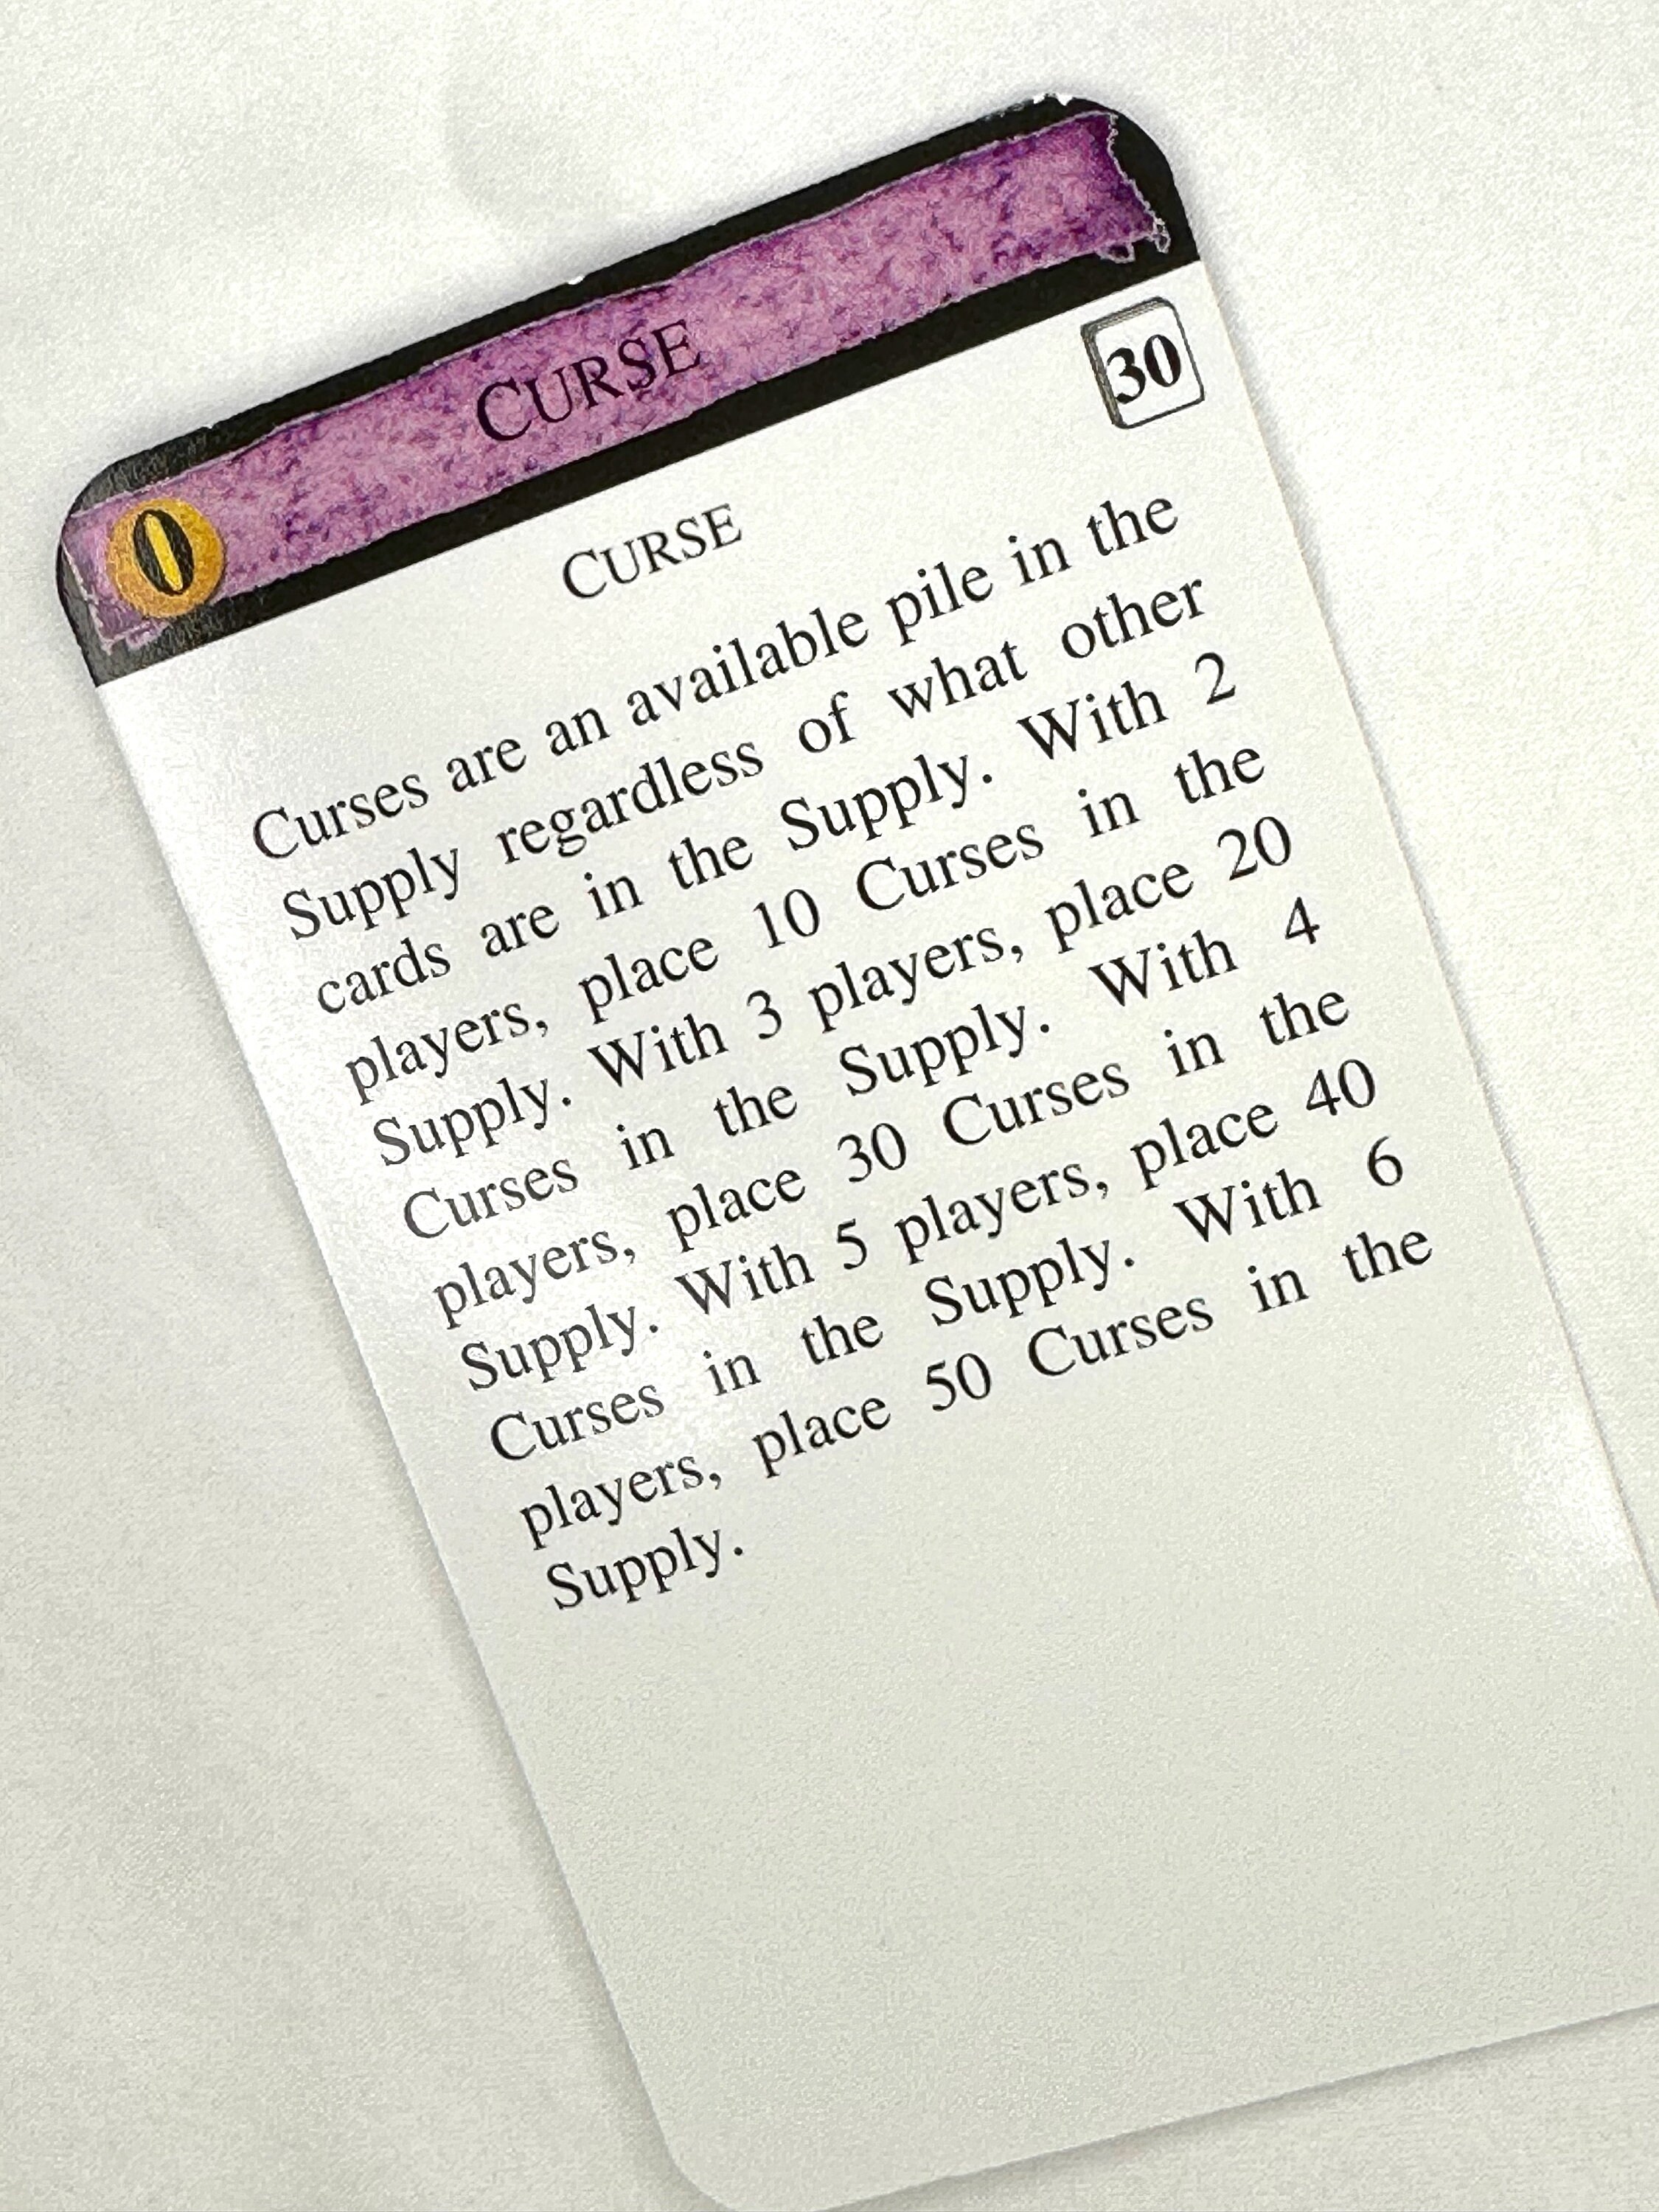 CURSE
0
30
CURSE
Curses are an available pile in the
Supply regardless of what other
cards are in the Supply. With 2
players, place 10 Curses in the
Supply. With 3 players, place 20
Curses in the Supply. With 4
players, place 30 Curses in the
Supply. With 5 players, place 40
Curses in the Supply. With 6
players, place 50 Curses in the
Supply.